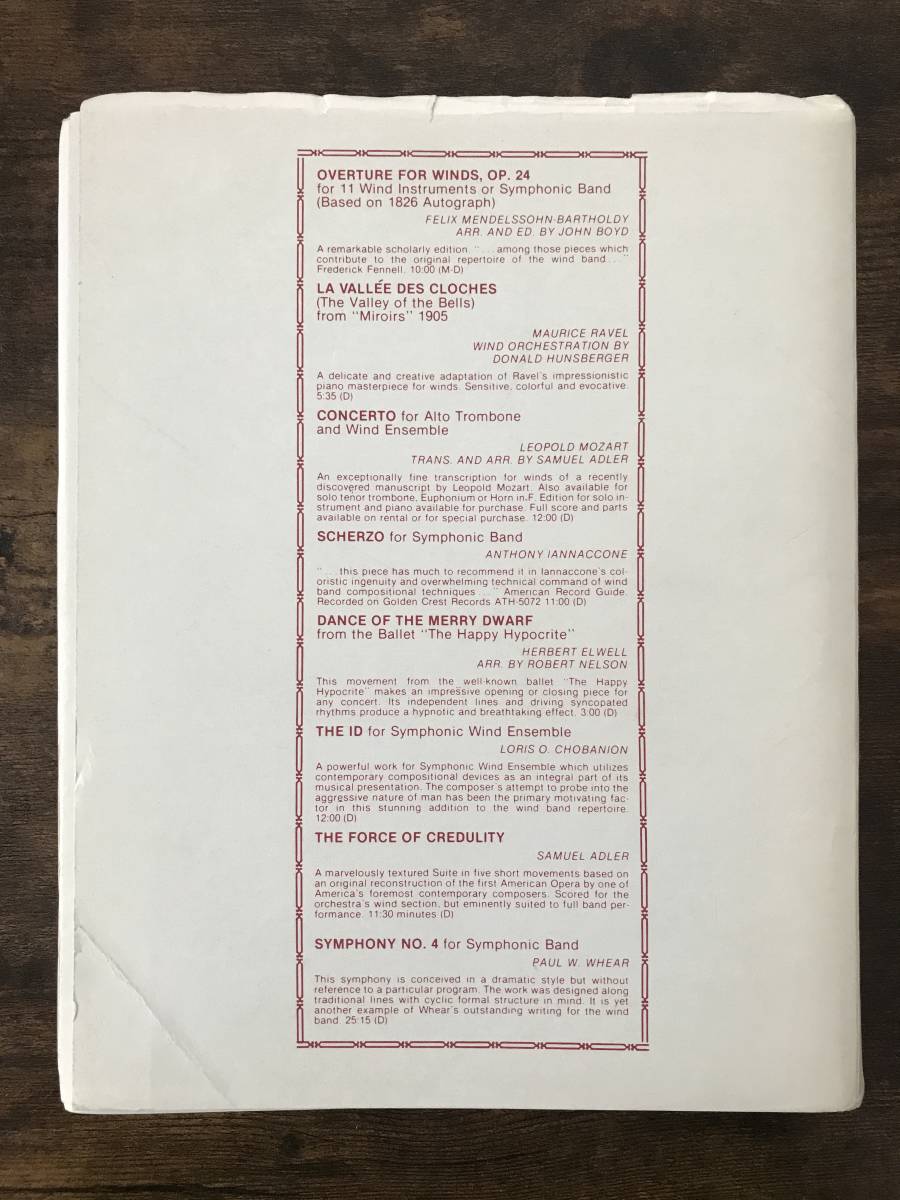 OVERTURE FOR WINDS, OP. 24
for 11 Wind Instruments or Symphonic Band
(Based on 1826 Autograph)
FELIX MENDELSSOHN-BARTHOLDY
ARR. AND ED. BY JOHN BOYD
A remarkable scholarly edition. "...among those pieces which
contribute to the original repertoire of the wind band...."
Frederick Fennell. 10:00 (M-D)
LA VALLÉE DES CLOCHES
(The Valley of the Bells)
from "Miroirs" 1905
MAURICE RAVEL
WIND ORCHESTRATION BY
DONALD HUNSBERGER
A delicate and creative adaptation of Ravel's impressionistic
piano masterpiece for winds. Sensitive, colorful and evocative.
5:35 (D)
CONCERTO for Alto Trombone
and Wind Ensemble
LEOPOLD MOZART
TRANS. AND ARR. BY SAMUEL ADLER
An exceptionally fine transcription for winds of a recently
discovered manuscript by Leopold Mozart. Also available for
solo tenor trombone, Euphonium or Horn in F. Edition for solo in-
strument and piano available for purchase. Full score and parts
available on rental or for special purchase. 12:00 (D)
SCHERZO for Symphonic Band
ANTHONY IANNACCONE
"...this piece has much to recommend it in Iannaccone's col-
oristic ingenuity and overwhelming technical command of wind
band compositional techniques...." American Record Guide.
Recorded on Golden Crest Records ATH-5072 11:00 (D)
DANCE OF THE MERRY DWARF
from the Ballet "The Happy Hypocrite"
HERBERT ELWELL
ARR. BY ROBERT NELSON
This movement from the well-known ballet "The Happy
Hypocrite" makes an impressive opening or closing piece for
any concert. Its independent lines and driving syncopated
rhythms produce a hypnotic and breathtaking effect. 3:00 (D)
THE ID for Symphonic Wind Ensemble
LORIS O. CHOBANION
A powerful work for Symphonic Wind Ensemble which utilizes
contemporary compositional devices as an integral part of its
musical presentation. The composer's attempt to probe into the
aggressive nature of man has been the primary motivating fac-
tor in this stunning addition to the wind band repertoire.
12:00 (D)
THE FORCE OF CREDULITY
SAMUEL ADLER
A marvelously textured Suite in five short movements based on
an original reconstruction of the first American Opera by one of
America's foremost contemporary composers. Scored for the
orchestra's wind section, but eminently suited to full band per-
formance. 11:30 minutes (D)
SYMPHONY NO. 4 for Symphonic Band
PAUL W. WHEAR
This symphony is conceived in a dramatic style but without
reference to a particular program. The work was designed along
traditional lines with cyclic formal structure in mind. It is yet
another example of Whear's outstanding writing for the wind
band. 25:15 (D)